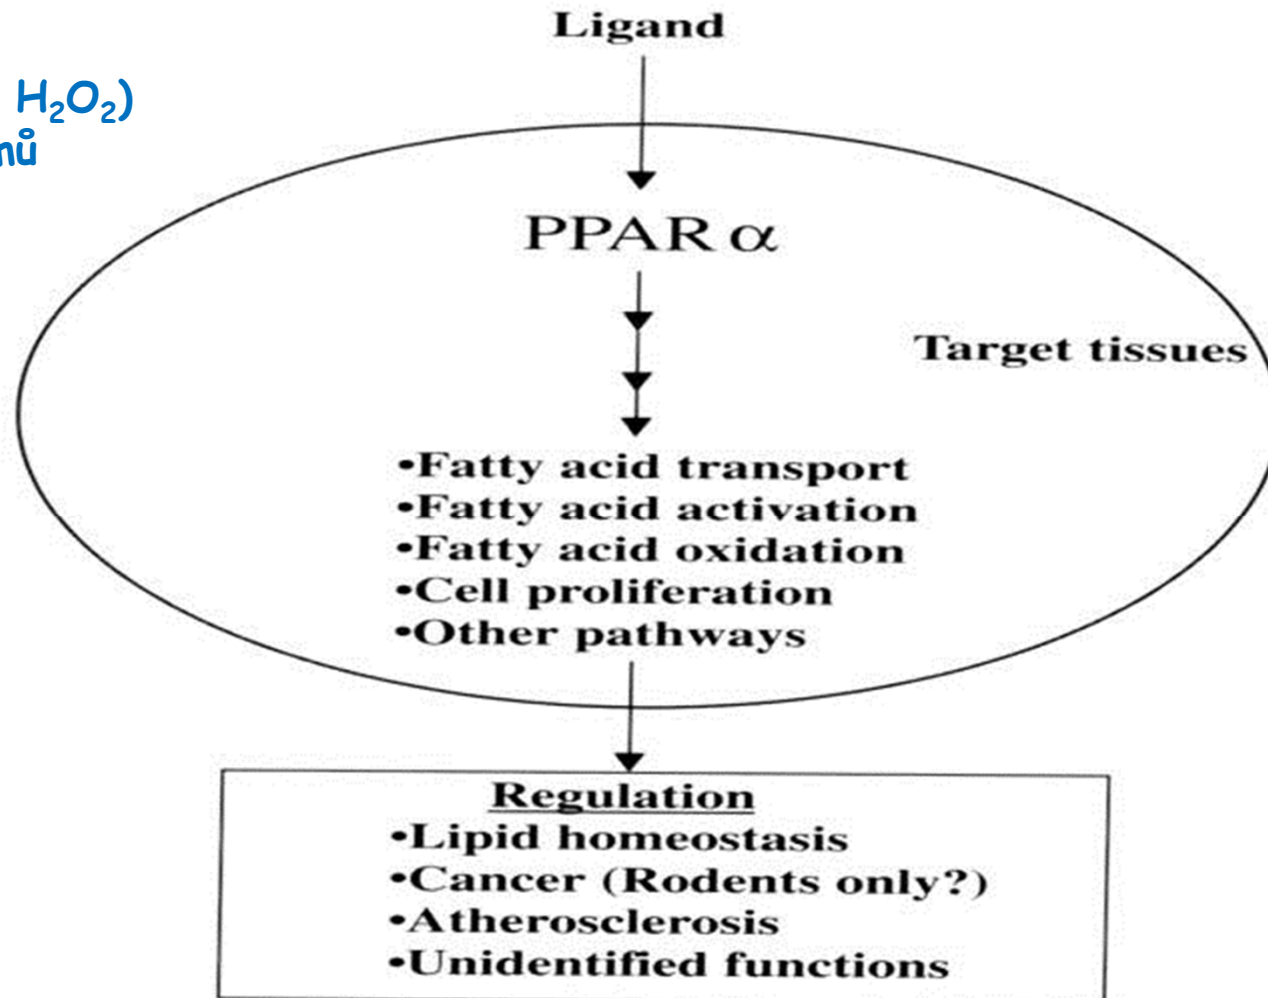 Ligand
H₂O₂)
PPAR α
Target tissues
•Fatty acid transport
•Fatty acid activation
•Fatty acid oxidation
•Cell proliferation
•Other pathways
Regulation
•Lipid homeostasis
•Cancer (Rodents only?)
•Atherosclerosis
•Unidentified functions